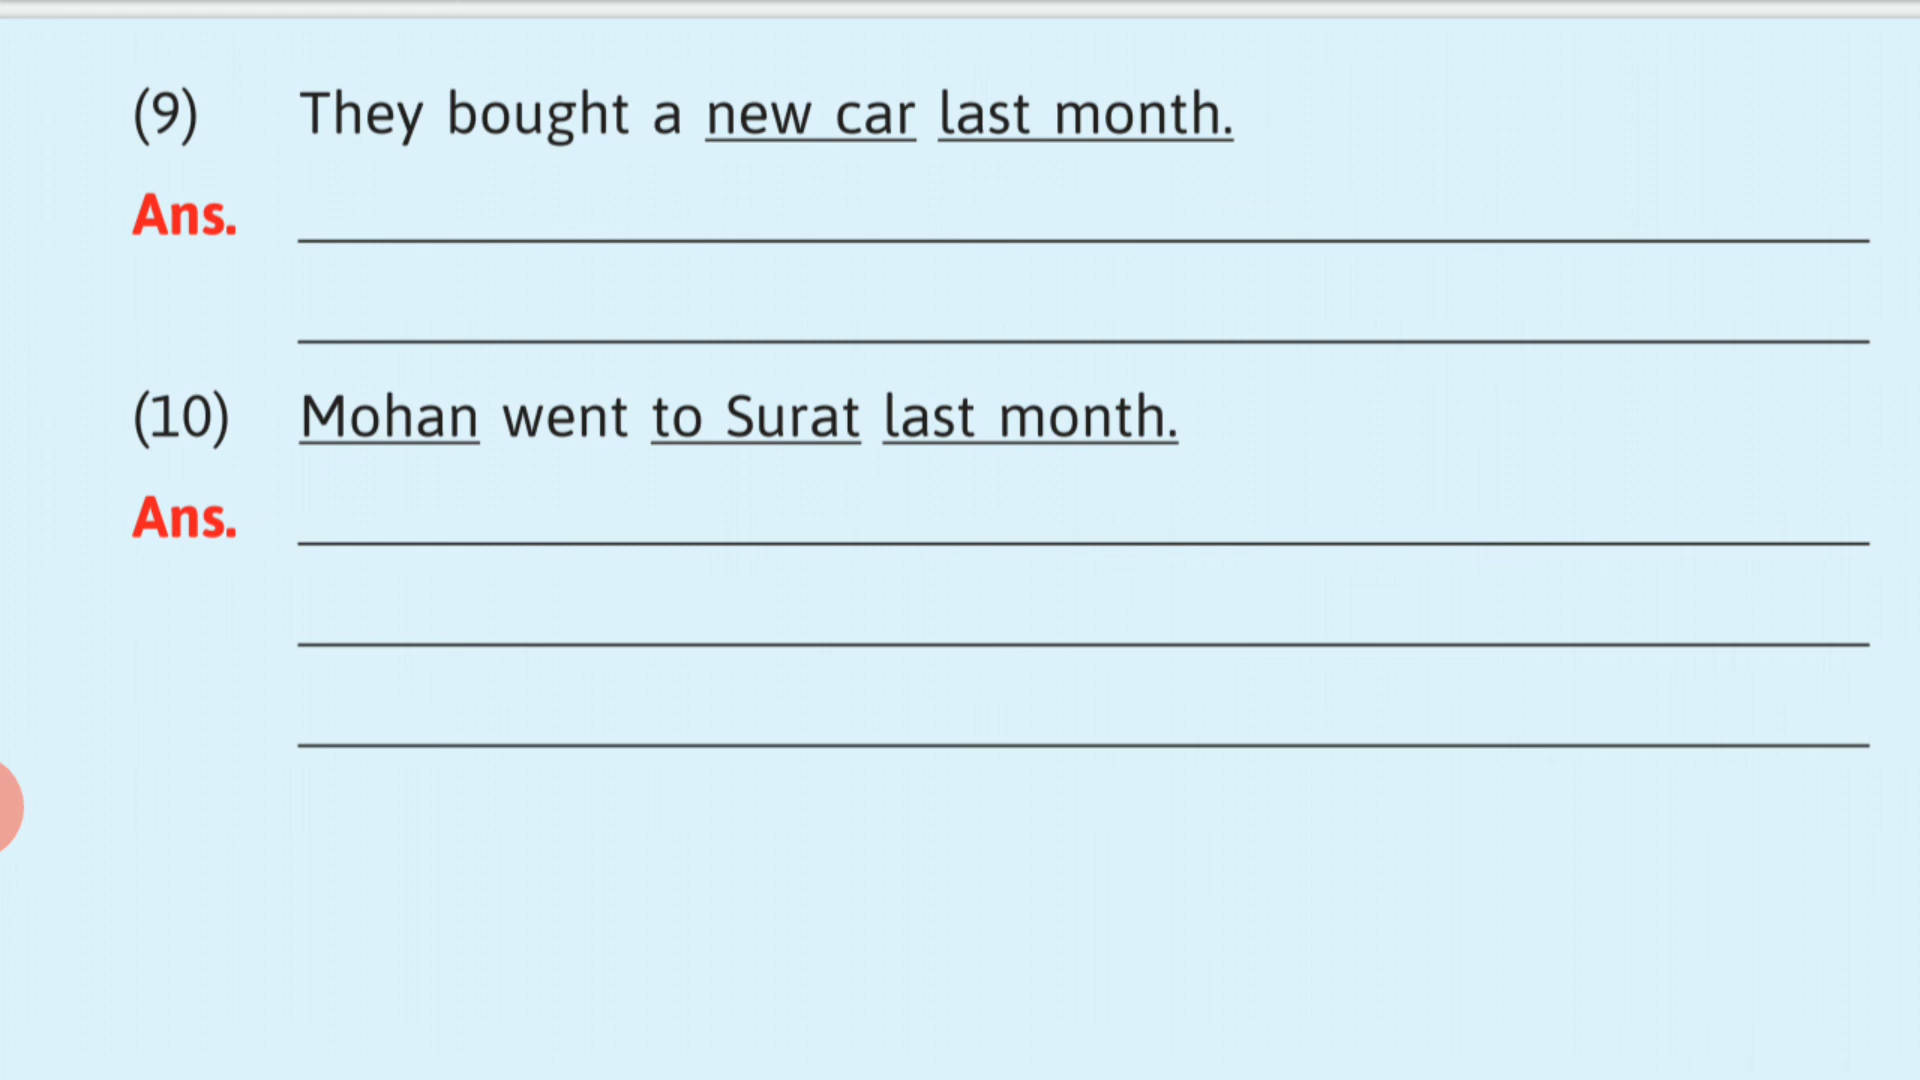 (9) They bought a new car last month.
Ans.
(10) Mohan went to Surat last month.
Ans.